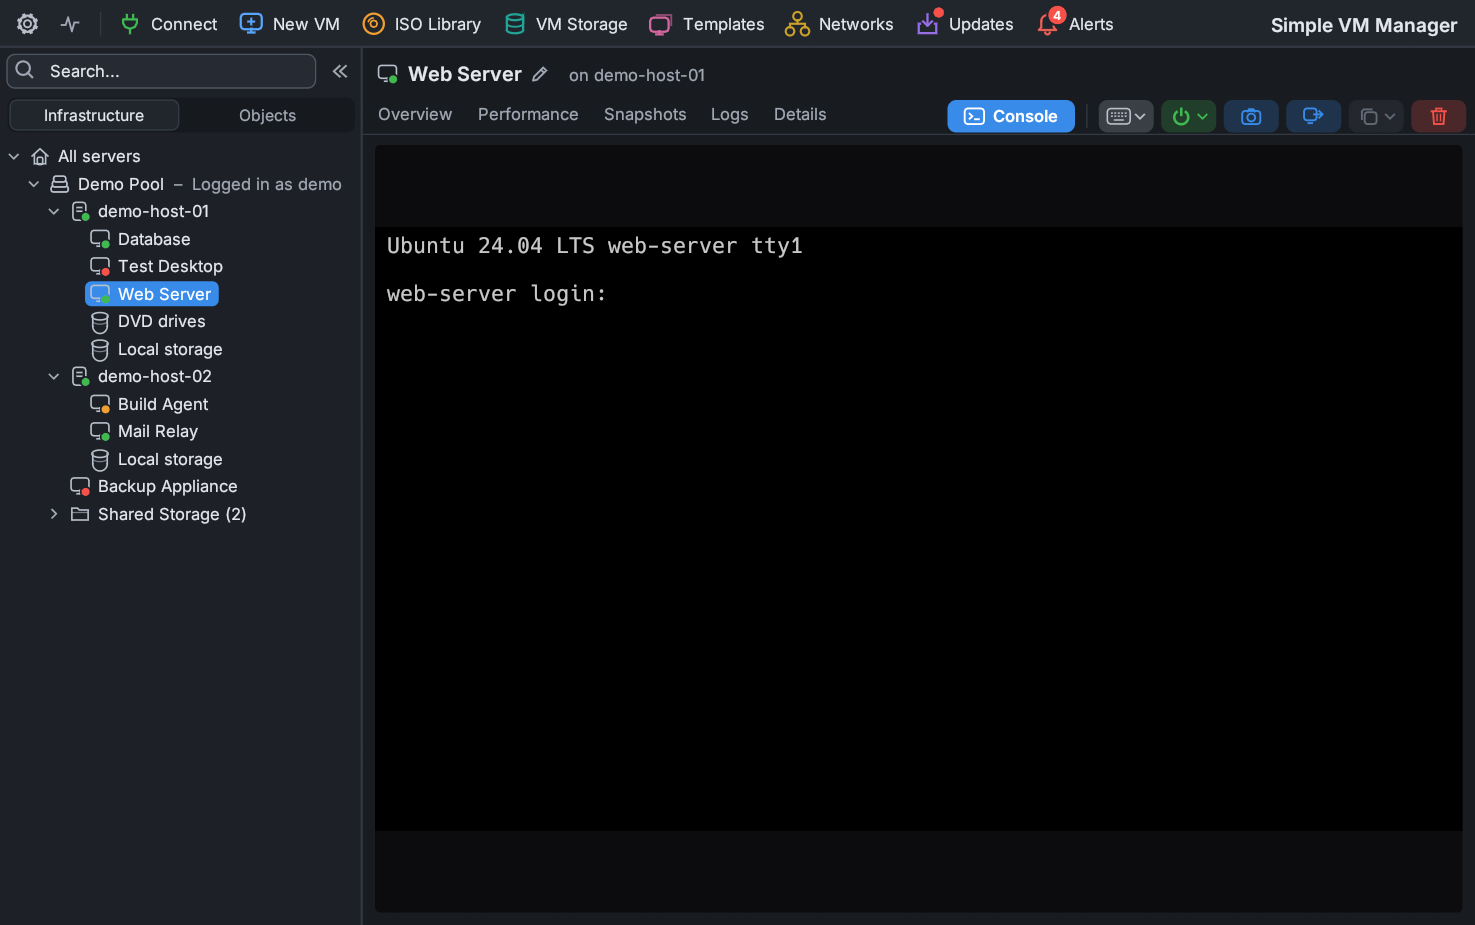 Connect New VM ISO Library VM Storage Templates Networks Updates 4 Alerts Simple VM Manager
Search...
Infrastructure Objects
All servers
Demo Pool – Logged in as demo
demo-host-01
Database
Test Desktop
Web Server
DVD drives
Local storage
demo-host-02
Build Agent
Mail Relay
Local storage
Backup Appliance
Shared Storage (2)
Web Server on demo-host-01
Overview Performance Snapshots Logs Details Console
Ubuntu 24.04 LTS web-server tty1
web-server login: